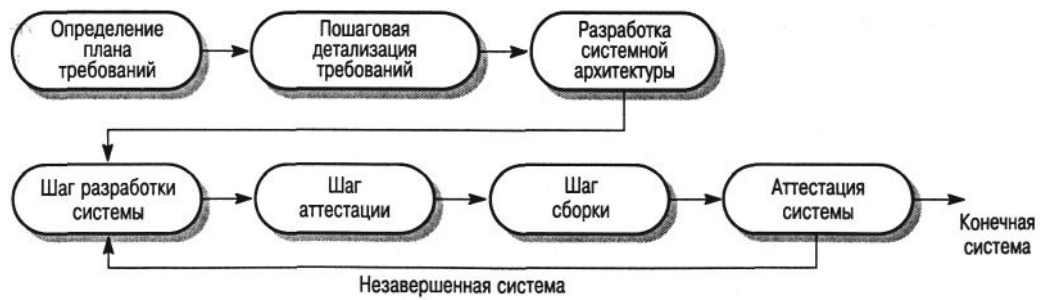 Определение
плана
требований
Пошаговая
детализация
требований
Разработка
системной
архитектуры
Шаг разработки
системы
Шаг
аттестации
Шаг
сборки
Аттестация
системы
Конечная
система
Незавершенная система